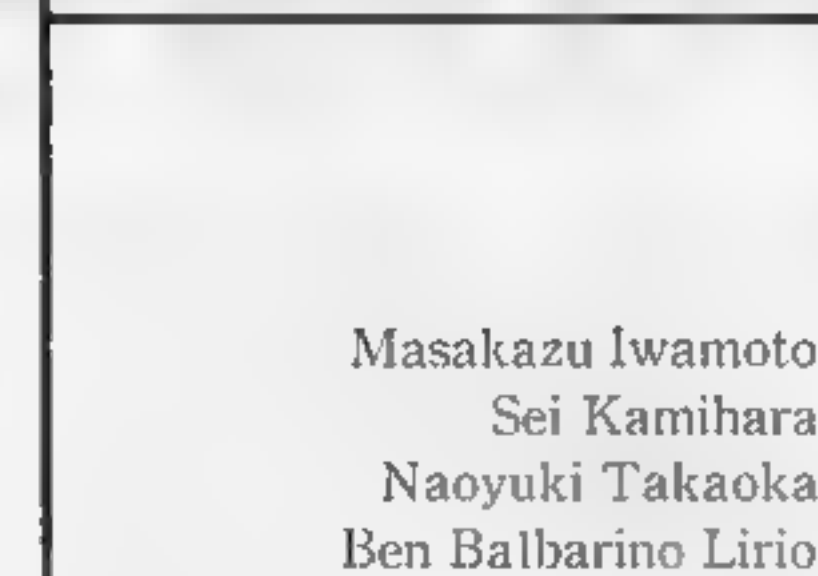 Masakazu Iwamoto
Sei Kamihara
Naoyuki Takaoka
Ben Balbarino Lirio